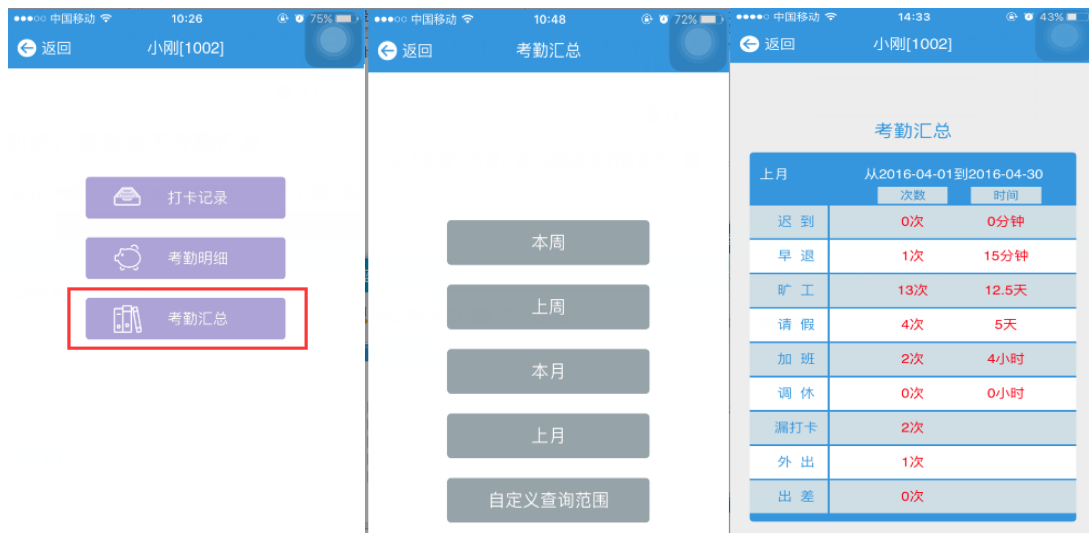 中国移动 10:26 75%
返回 小刚[1002]
打卡记录
考勤明细
考勤汇总
中国移动 10:48 72%
返回 考勤汇总
本周
上周
本月
上月
自定义查询范围
中国移动 14:33 43%
返回 小刚[1002]
考勤汇总
上月 从2016-04-01到2016-04-30
次数 时间
迟 到 0次 0分钟
早 退 1次 15分钟
旷 工 13次 12.5天
请 假 4次 5天
加 班 2次 4小时
调 休 0次 0小时
漏打卡 2次
外 出 1次
出 差 0次